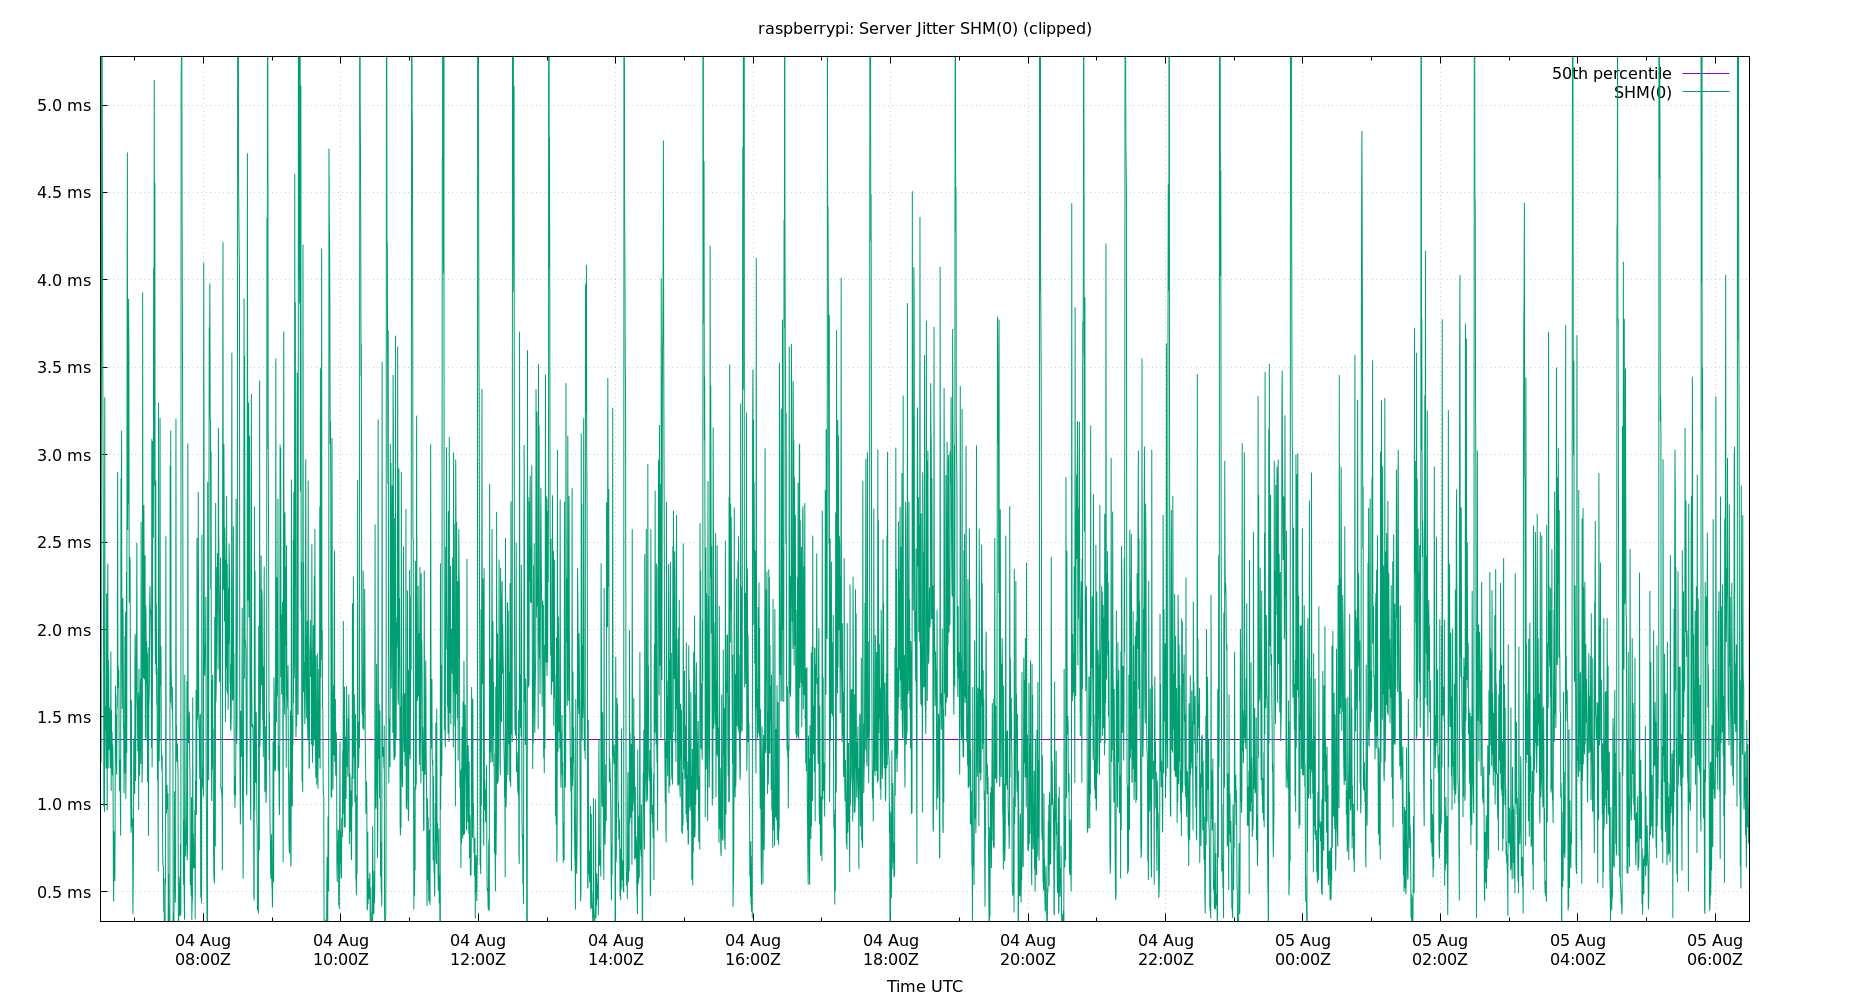 raspberrypi: Server Jitter SHM(0) (clipped)
50th percentile
SHM(0)
5.0 ms
4.5 ms
4.0 ms
3.5 ms
3.0 ms
2.5 ms
2.0 ms
1.5 ms
1.0 ms
0.5 ms
04 Aug 04 Aug 04 Aug 04 Aug 04 Aug 04 Aug 04 Aug 04 Aug 05 Aug 05 Aug 05 Aug 05 Aug
08:00Z 10:00Z 12:00Z 14:00Z 16:00Z 18:00Z 20:00Z 22:00Z 00:00Z 02:00Z 04:00Z 06:00Z
Time UTC